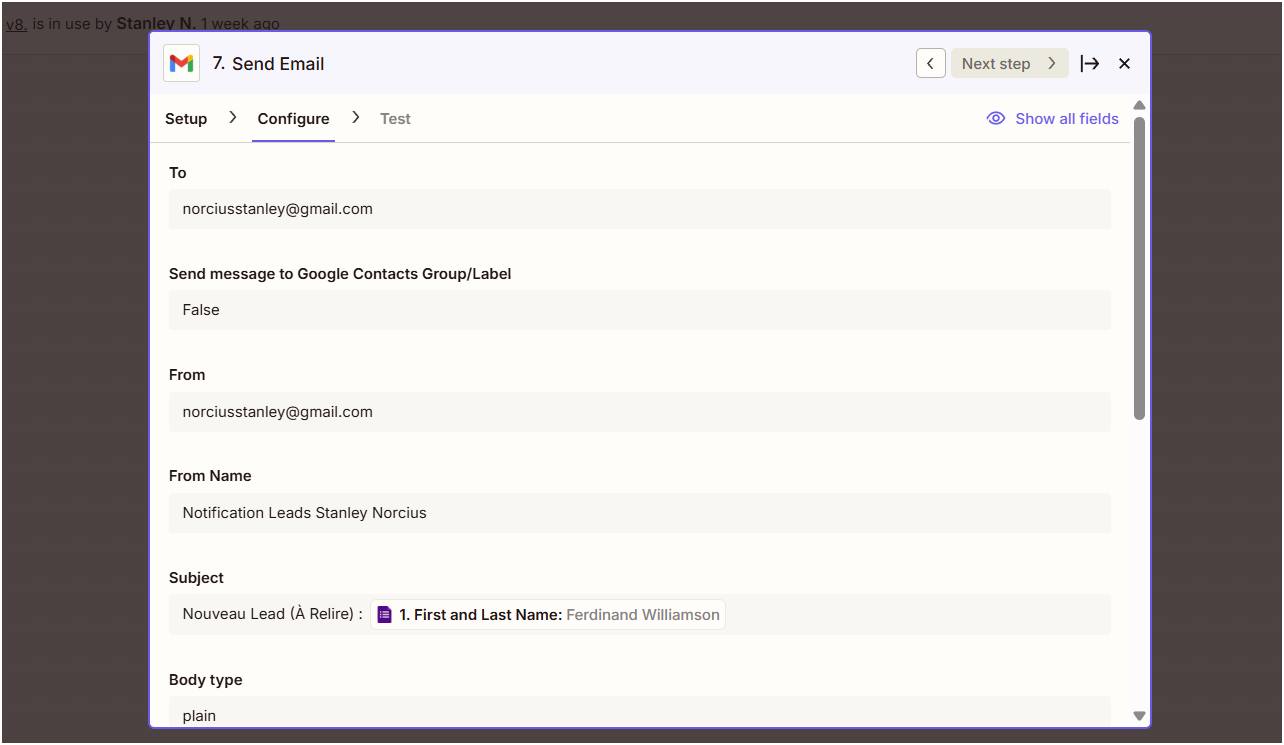 v8. is in use by Stanley N. 1 week ago
7. Send Email
Next step
Setup
Configure
Test
Show all fields
To
norciusstanley@gmail.com
Send message to Google Contacts Group/Label
False
From
norciusstanley@gmail.com
From Name
Notification Leads Stanley Norcius
Subject
Nouveau Lead (À Relire) : 1. First and Last Name: Ferdinand Williamson
Body type
plain